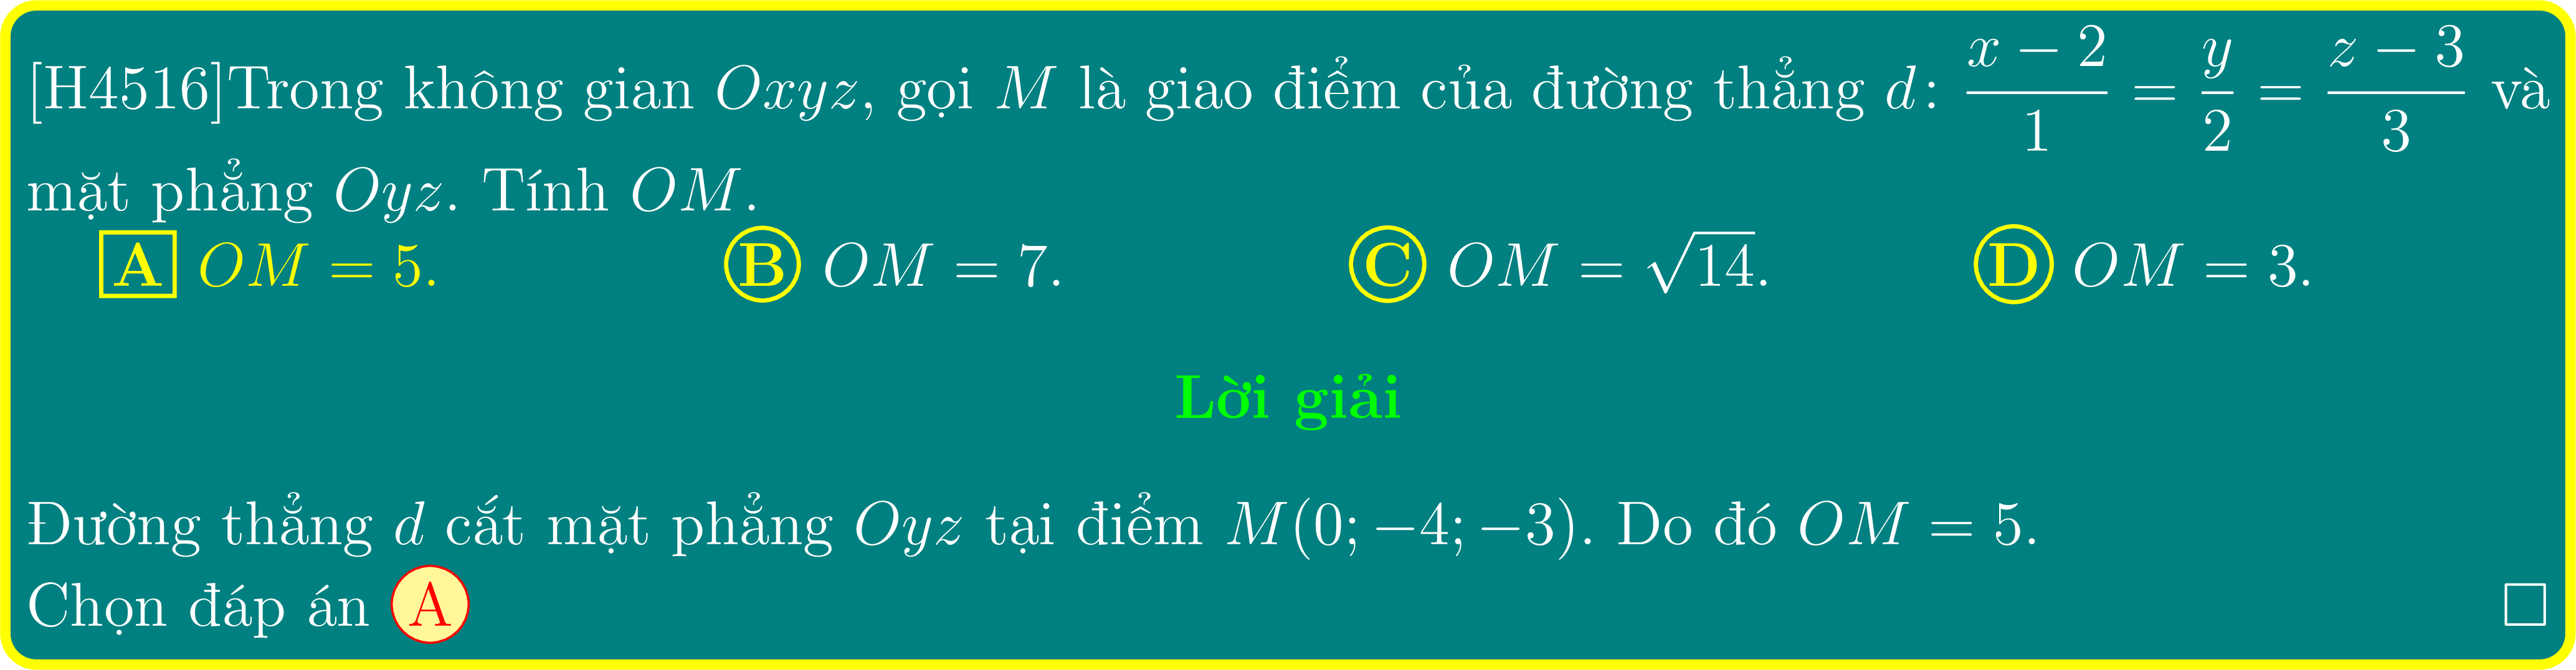 [H4516]Trong không gian Oxyz, gọi M là giao điểm của đường thẳng d: \frac{x − 2}{1} = \frac{y}{2} = \frac{z − 3}{3} và
mặt phẳng Oyz. Tính OM.
A OM = 5. B OM = 7. C OM = √14. D OM = 3.
Lời giải
Đường thẳng d cắt mặt phẳng Oyz tại điểm M(0; −4; −3). Do đó OM = 5.
Chọn đáp án A □